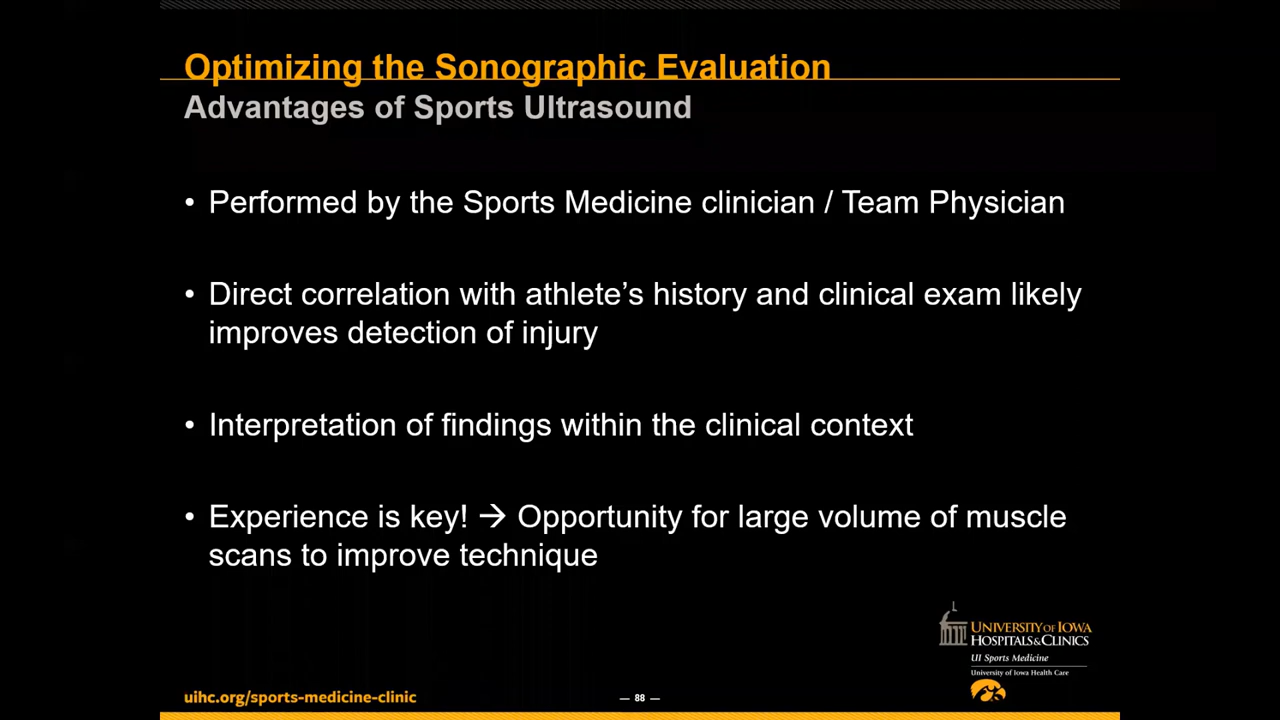 Optimizing the Sonographic Evaluation
Advantages of Sports Ultrasound
• Performed by the Sports Medicine clinician / Team Physician
• Direct correlation with athlete’s history and clinical exam likely
improves detection of injury
• Interpretation of findings within the clinical context
• Experience is key! → Opportunity for large volume of muscle
scans to improve technique
UNIVERSITY OF IOWA
HOSPITALS & CLINICS
UI Sports Medicine
University of Iowa Health Care
uihc.org/sports-medicine-clinic
— 88 —